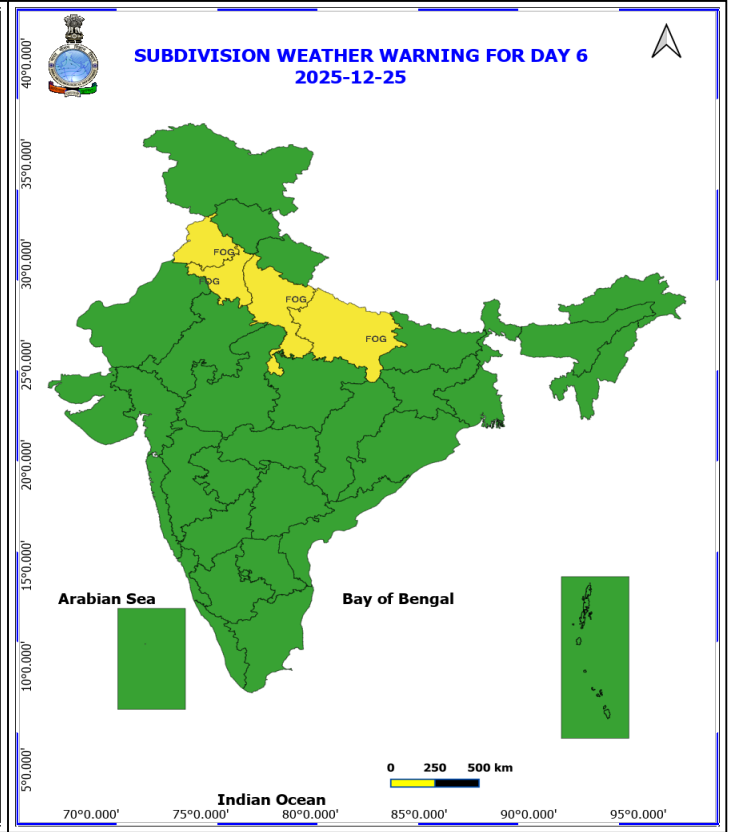 SUBDIVISION WEATHER WARNING FOR DAY 6
2025-12-25
40°0.000'
35°0.000'
30°0.000'
25°0.000'
20°0.000'
15°0.000'
10°0.000'
5°0.000'
FOG
FOG
FOG
FOG
Arabian Sea
Bay of Bengal
0 250 500 km
Indian Ocean
70°0.000' 75°0.000' 80°0.000' 85°0.000' 90°0.000' 95°0.000'